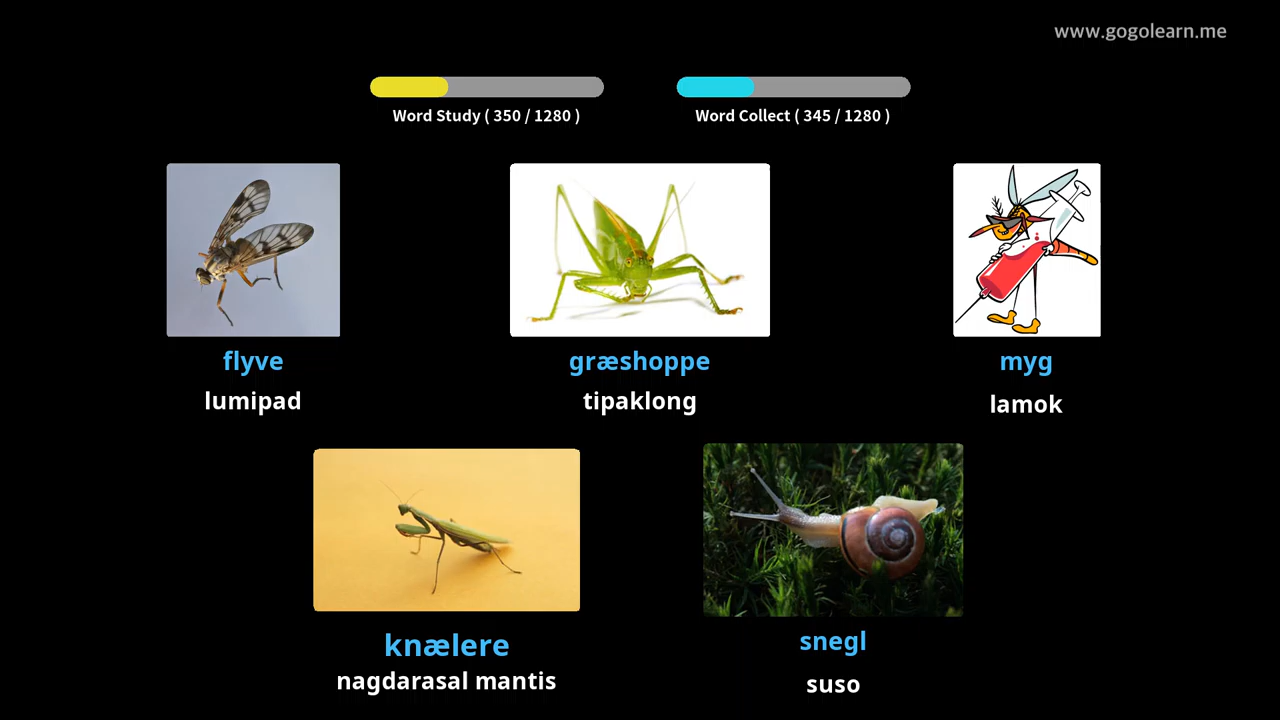 www.gogolearn.me
Word Study ( 350 / 1280 )
Word Collect ( 345 / 1280 )
flyve
græshoppe
myg
lumipad
tipaklong
lamok
knælere
snegl
nagdarasal mantis
suso